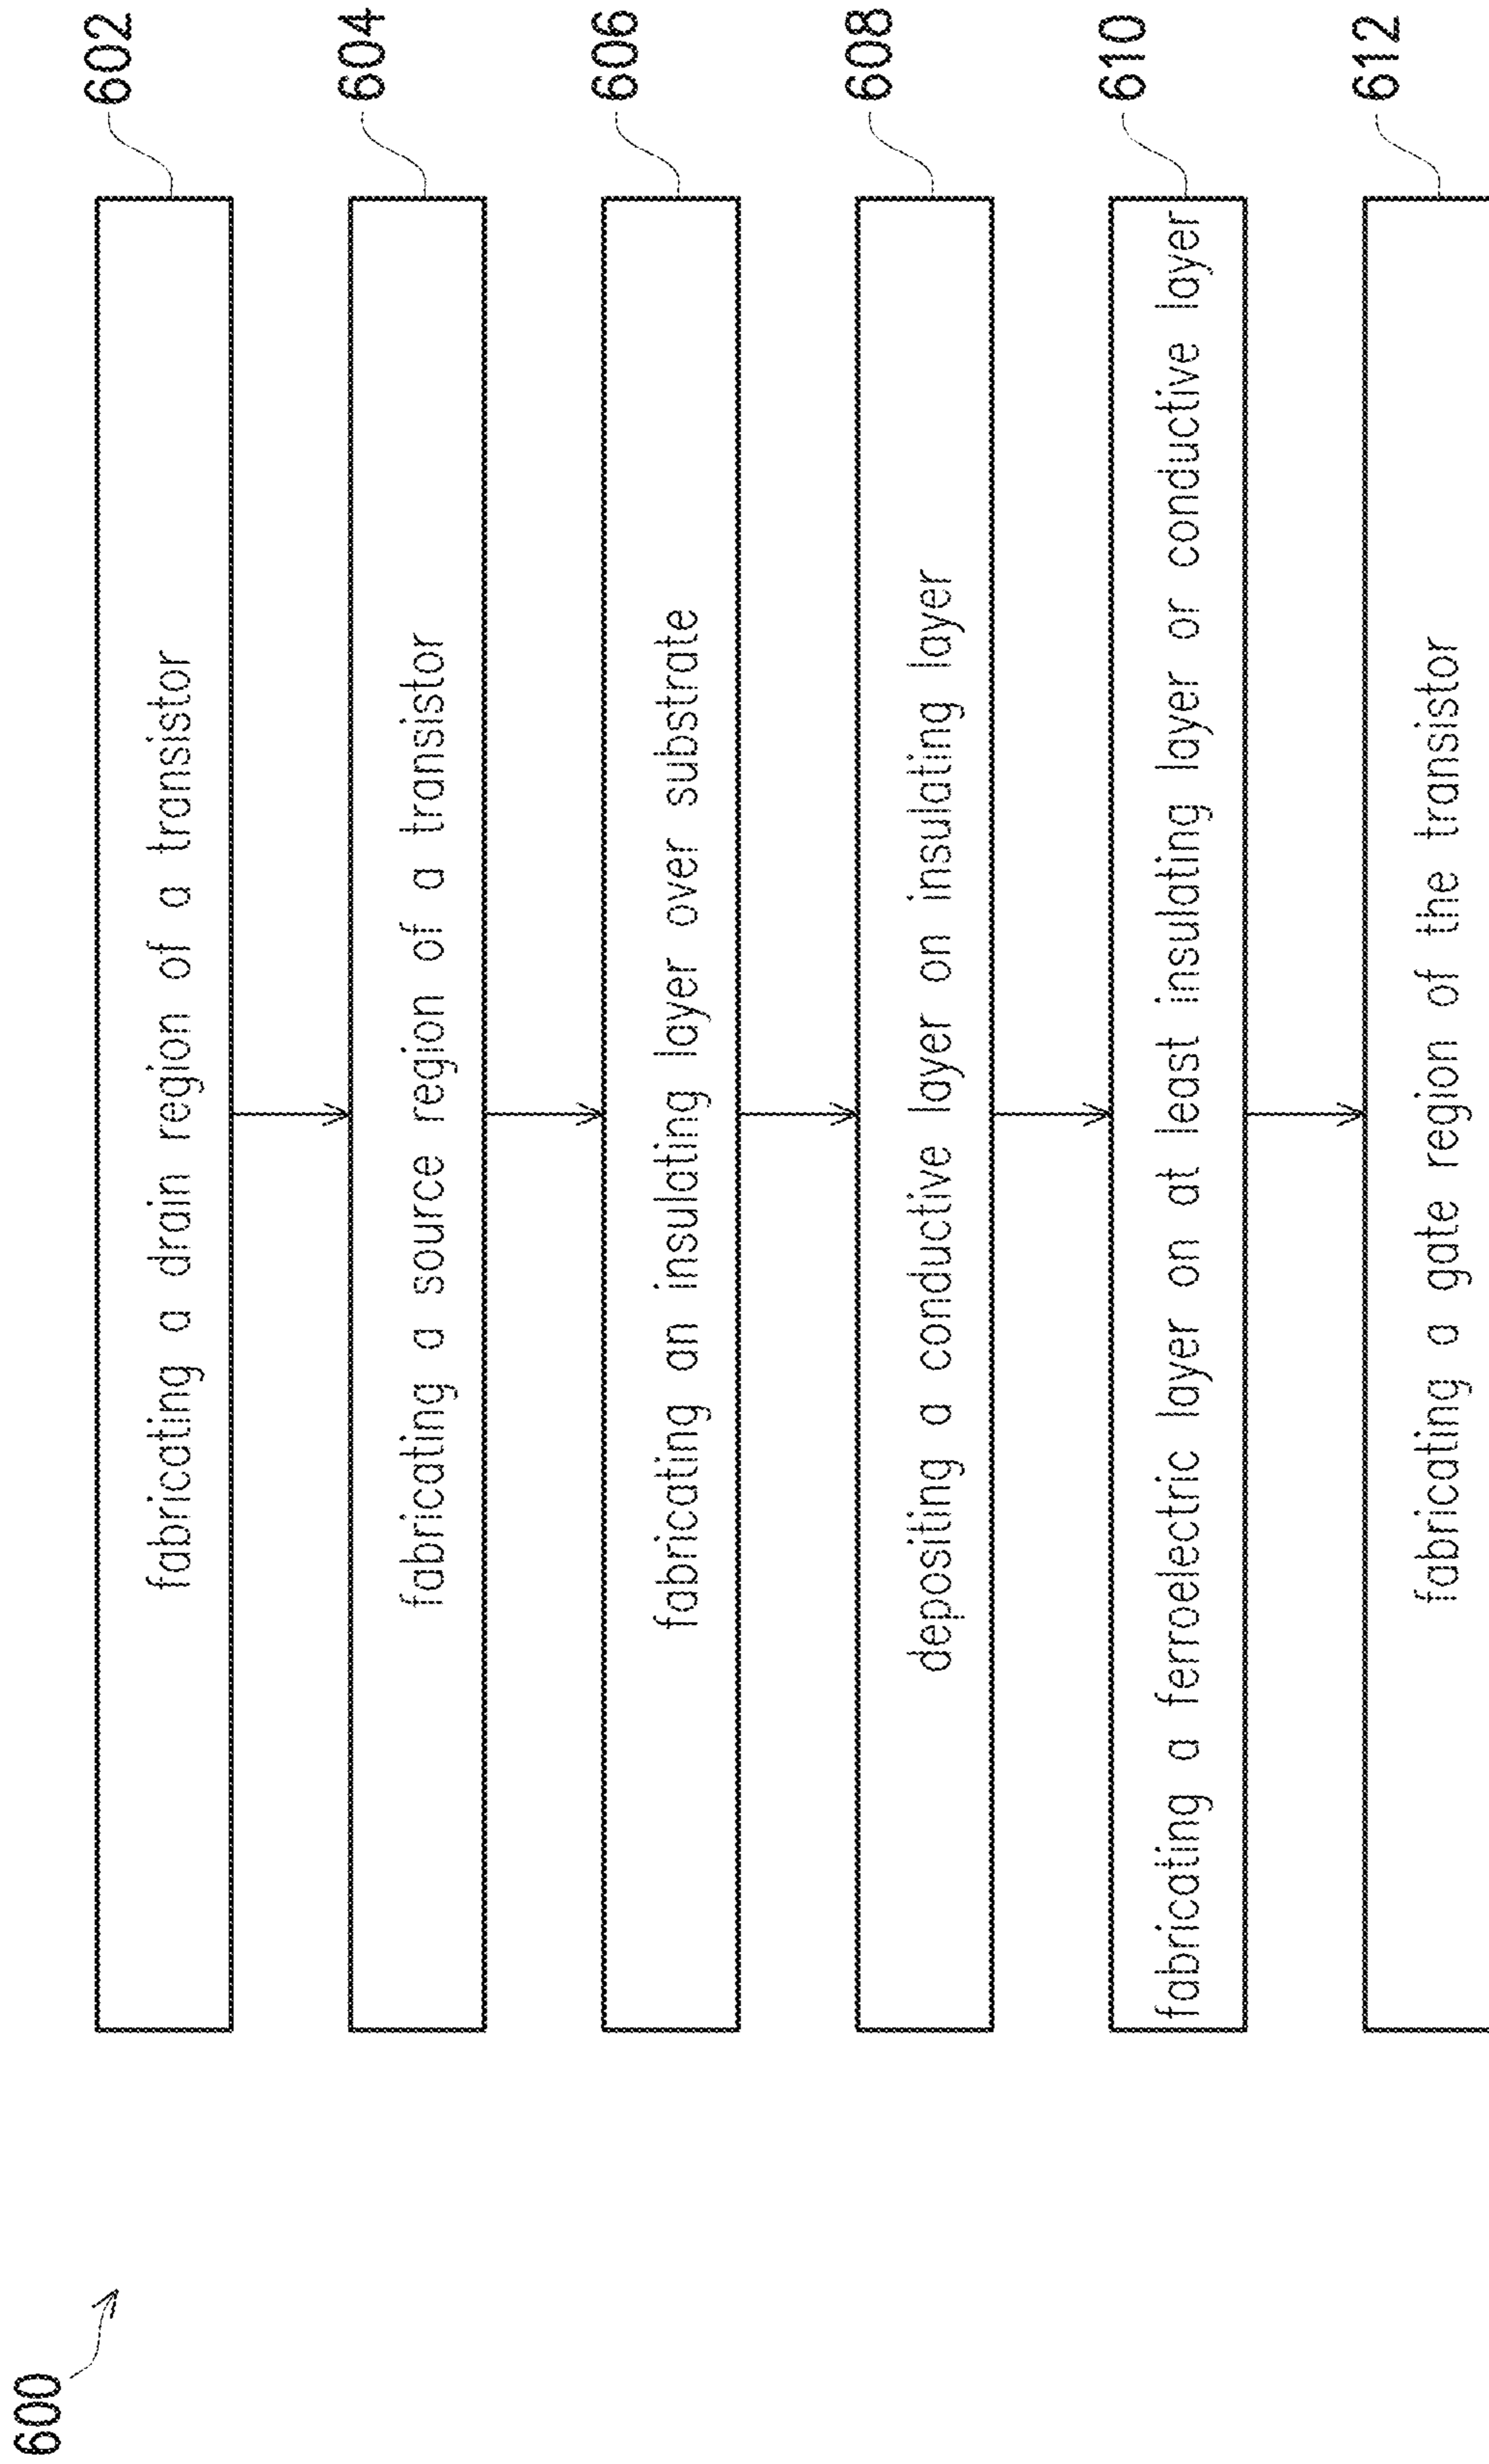 600
fabricating a drain region of a transistor
602
fabricating a source region of a transistor
604
fabricating an insulating layer over substrate
606
depositing a conductive layer on insulating layer
608
fabricating a ferroelectric layer on at least insulating layer or conductive layer
610
fabricating a gate region of the transistor
612